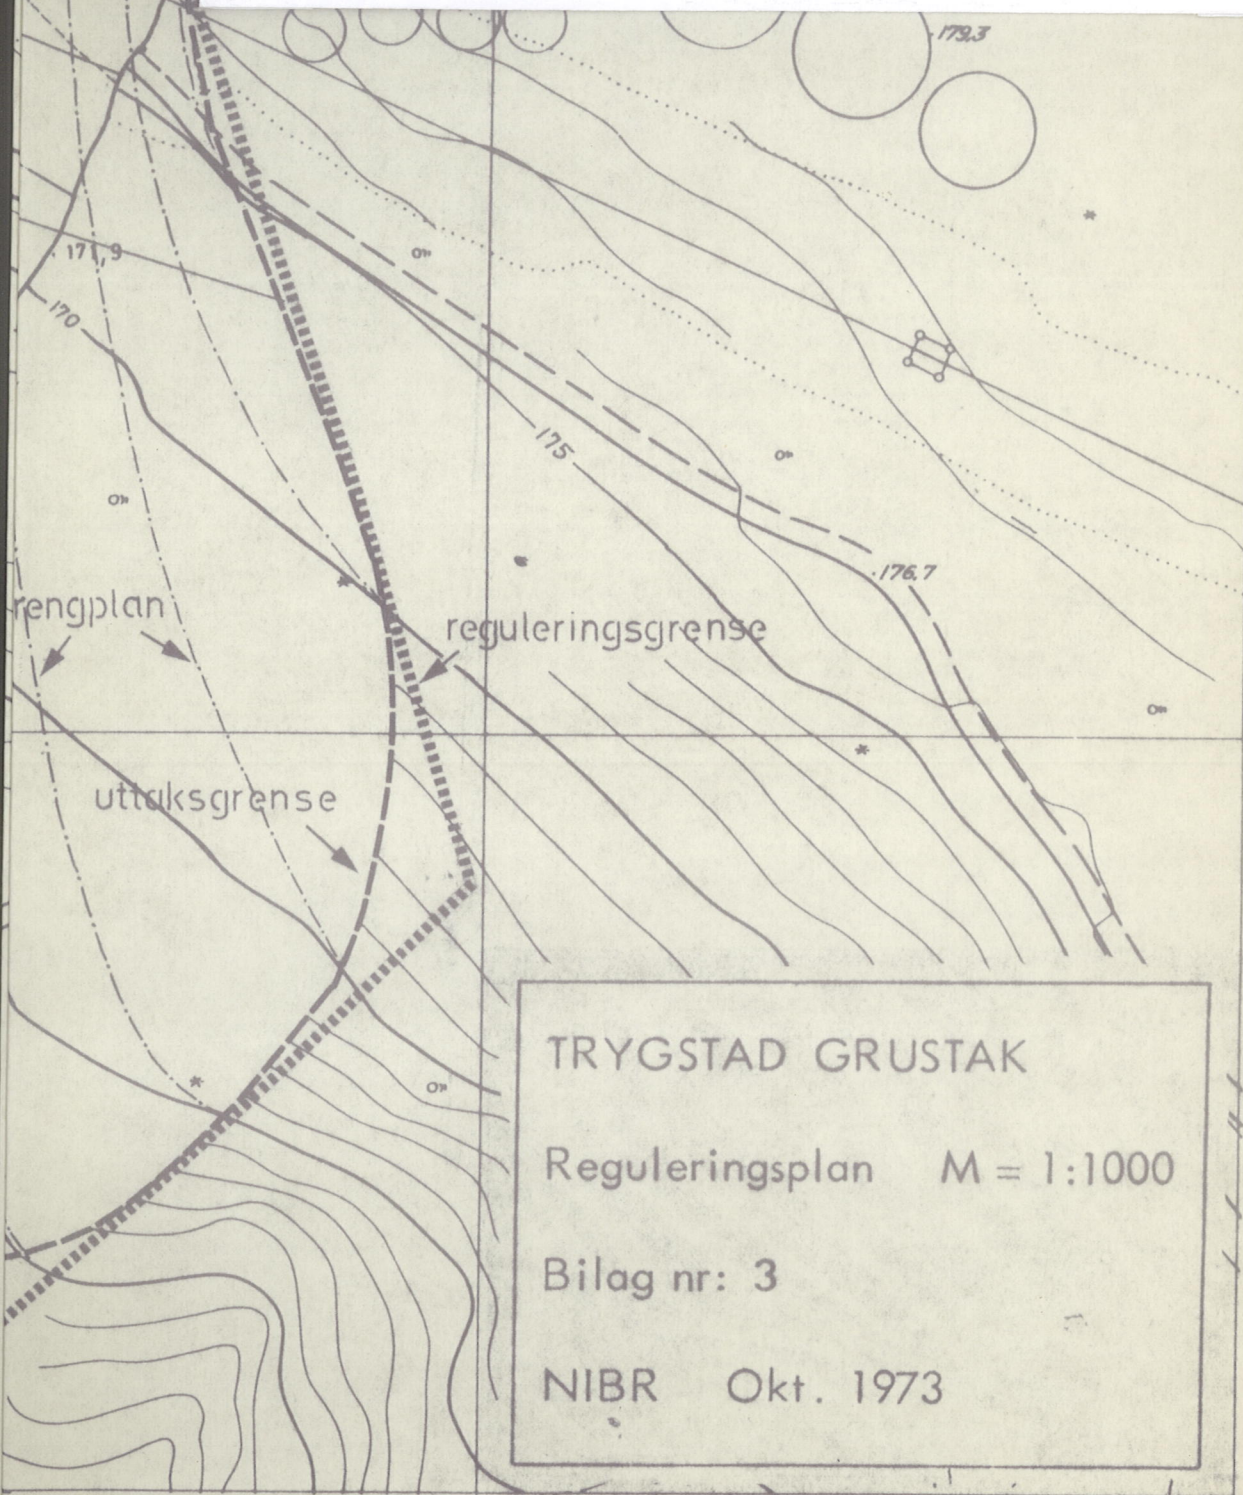 179,3
171,9
170
175
176,7
rengplan
reguleringsgrense
uttaksgrense
TRYGSTAD GRUSTAK
Reguleringsplan M = 1:1000
Bilag nr: 3
NIBR Okt. 1973